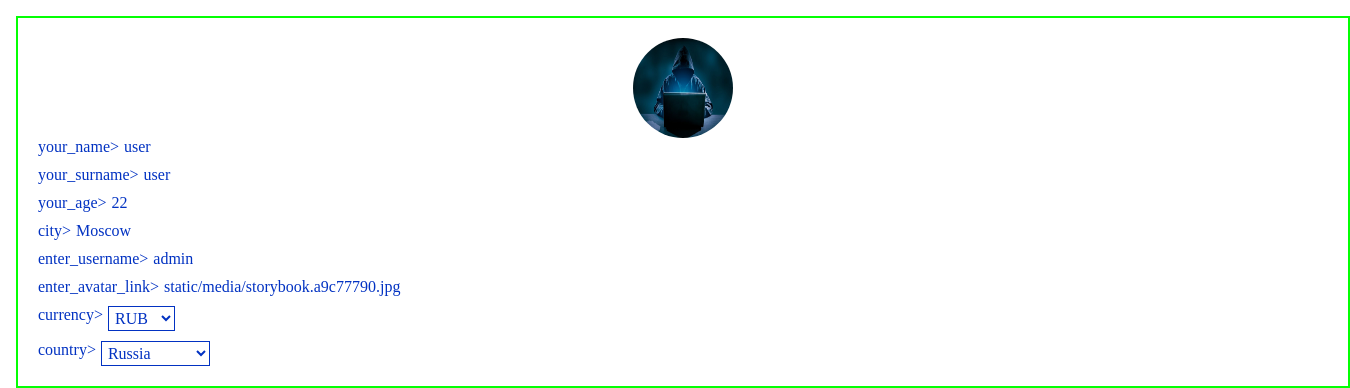 your_name> user
your_surname> user
your_age> 22
city> Moscow
enter_username> admin
enter_avatar_link> static/media/storybook.a9c77790.jpg
currency> RUB
country> Russia